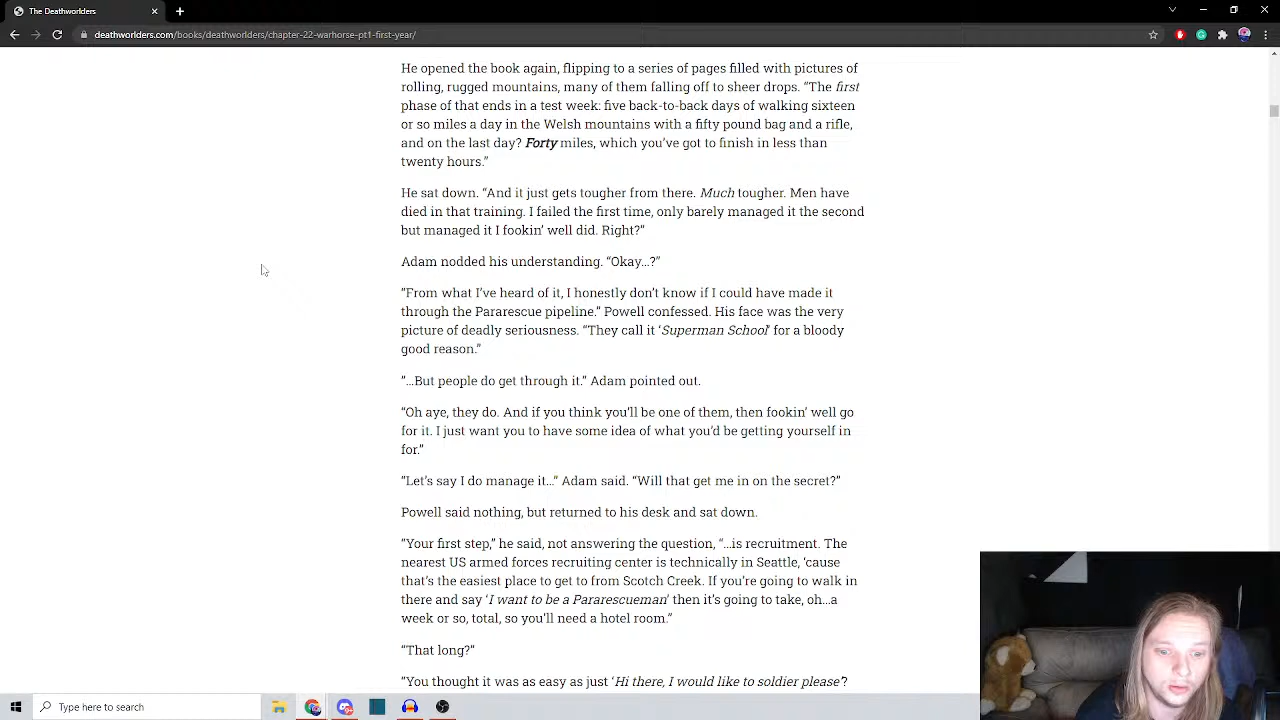 The Deathworlders
deathworlders.com/books/deathworlders/chapter-22-warhorse-pt1-first-year/
He opened the book again, flipping to a series of pages filled with pictures of
rolling, rugged mountains, many of them falling off to sheer drops. “The first
phase of that ends in a test week: five back-to-back days of walking sixteen
or so miles a day in the Welsh mountains with a fifty pound bag and a rifle,
and on the last day? Forty miles, which you’ve got to finish in less than
twenty hours.”
He sat down. “And it just gets tougher from there. Much tougher. Men have
died in that training. I failed the first time, only barely managed it the second
but managed it I fookin’ well did. Right?”
Adam nodded his understanding. “Okay…?”
“From what I’ve heard of it, I honestly don’t know if I could have made it
through the Pararescue pipeline.” Powell confessed. His face was the very
picture of deadly seriousness. “They call it ‘Superman School’ for a bloody
good reason.”
“…But people do get through it.” Adam pointed out.
“Oh aye, they do. And if you think you’ll be one of them, then fookin’ well go
for it. I just want you to have some idea of what you’d be getting yourself in
for.”
“Let’s say I do manage it…” Adam said. “Will that get me in on the secret?”
Powell said nothing, but returned to his desk and sat down.
“Your first step,” he said, not answering the question, “…is recruitment. The
nearest US armed forces recruiting center is technically in Seattle, ‘cause
that’s the easiest place to get to from Scotch Creek. If you’re going to walk in
there and say ‘I want to be a Pararescueman’ then it’s going to take, oh…a
week or so, total, so you’ll need a hotel room.”
“That long?”
“You thought it was as easy as just ‘Hi there, I would like to soldier please’?
Type here to search